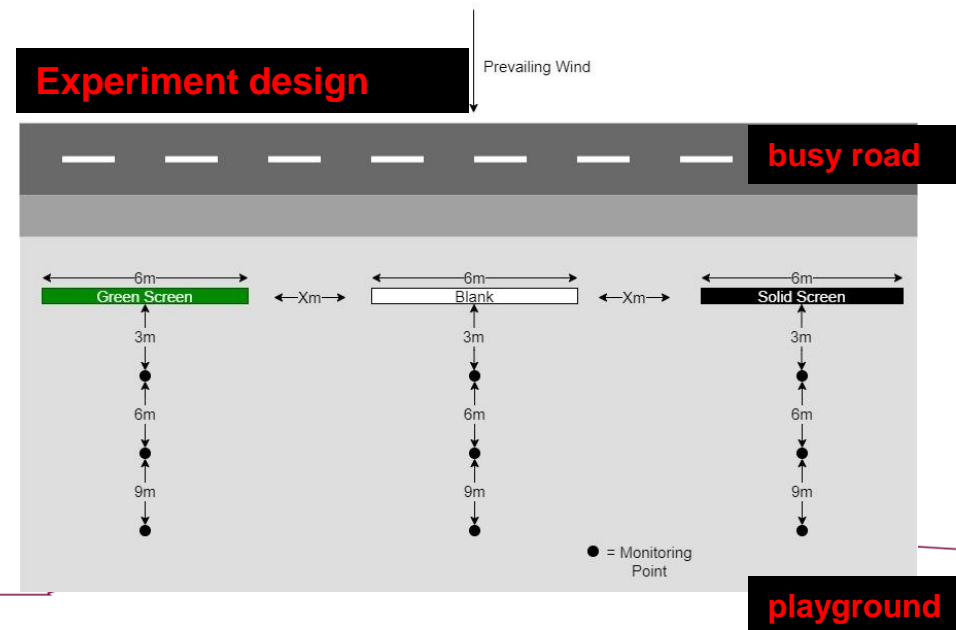 Prevailing Wind
Experiment design
busy road
6m
6m
6m
Green Screen
Xm
Blank
Xm
Solid Screen
3m
3m
3m
6m
6m
6m
9m
9m
9m
= Monitoring
Point
playground